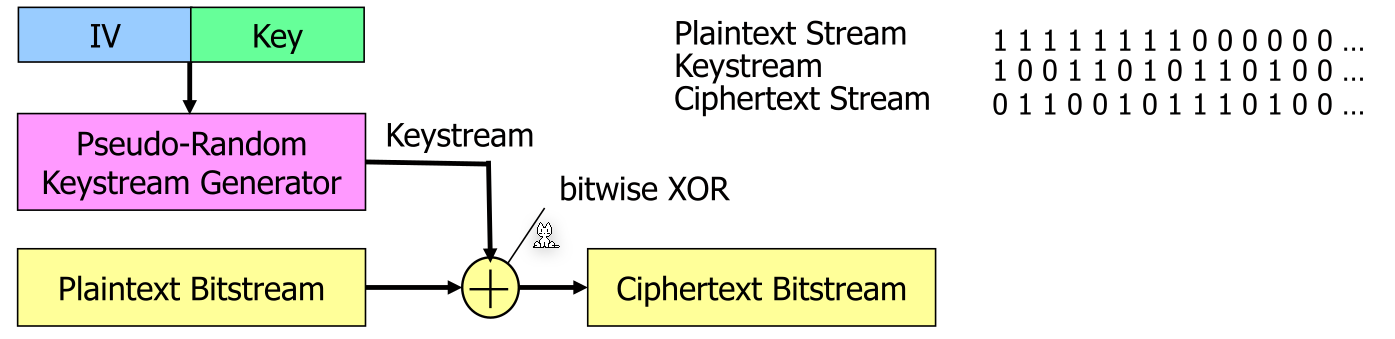 IV
Key
Pseudo-Random
Keystream Generator
Keystream
bitwise XOR
Plaintext Bitstream
Ciphertext Bitstream
Plaintext Stream 1 1 1 1 1 1 1 1 0 0 0 0 0 0 ...
Keystream 1 0 0 1 1 0 1 0 1 1 0 1 0 0 ...
Ciphertext Stream 0 1 1 0 0 1 0 1 1 1 0 1 0 0 ...